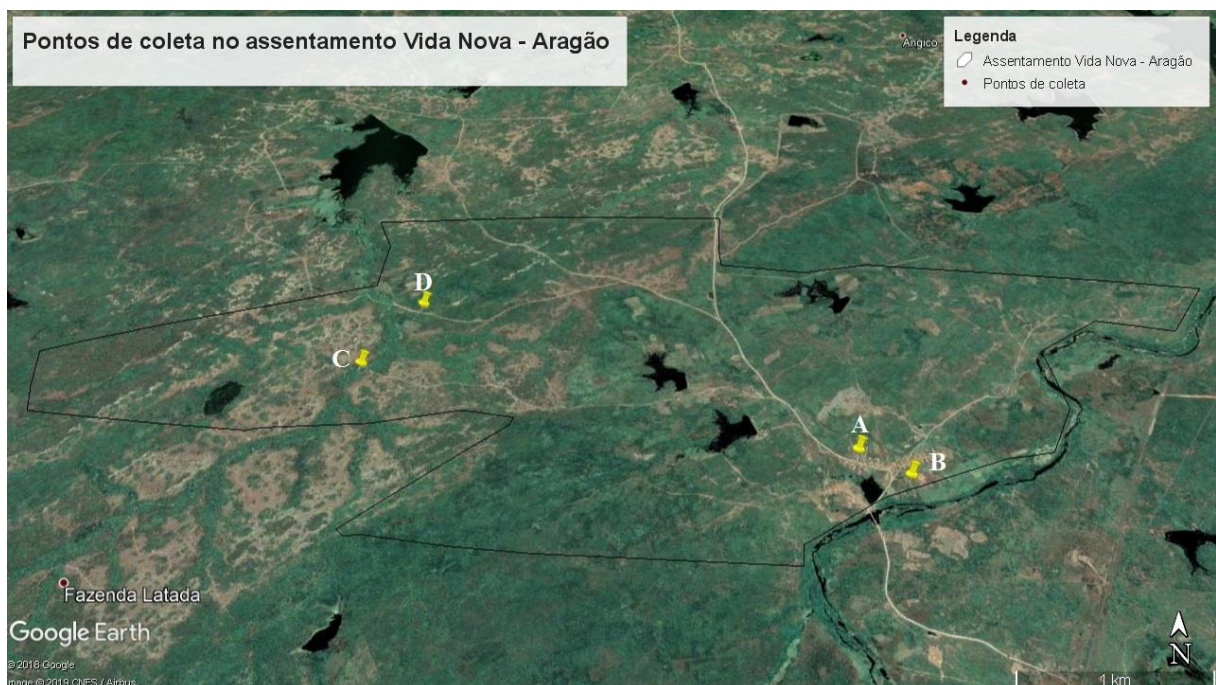 Pontos de coleta no assentamento Vida Nova - Aragão
Angico
Legenda
Assentamento Vida Nova - Aragão
Pontos de coleta
D
C
A
B
Fazenda Latada
Google Earth
© 2018 Google
Image © 2019 CNES / Airbus
N
1 km